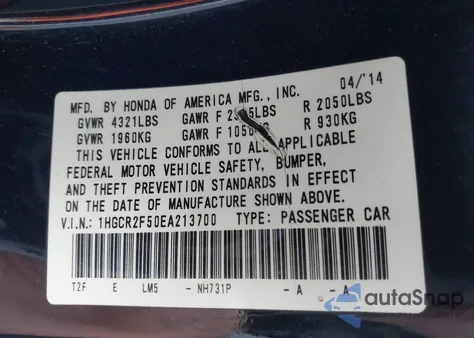 MFD. BY HONDA OF AMERICA MFG., INC. 04/'14
GVWR 4321LBS GAWR F R 2050LBS
GVWR 1960KG GAWR F R 930KG
THIS VEHICLE CONFORMS TO ALL APPLICABLE
FEDERAL MOTOR VEHICLE SAFETY, BUMPER,
AND THEFT PREVENTION STANDARDS IN EFFECT
ON THE DATE OF MANUFACTURE SHOWN ABOVE.
V.I.N.: 1HGCR2F50EA213700 TYPE: PASSENGER CAR
T2F E LM5 - NH731P - A - A
autoSnap